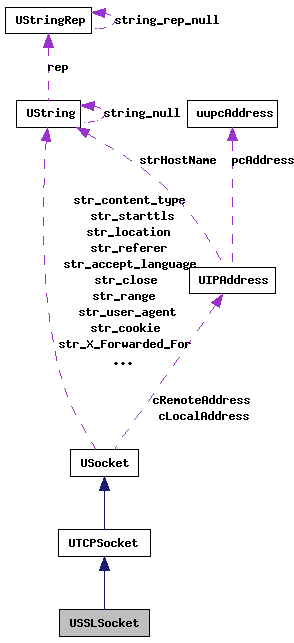 UStringRep
string_rep_null
rep
UString
string_null
uupcAddress
strHostName
pcAddress
str_content_type
str_starttls
str_location
str_referer
str_accept_language
str_close
str_range
str_user_agent
str_cookie
str_X_Forwarded_For
...
UIPAddress
cRemoteAddress
cLocalAddress
USocket
UTCPSocket
USSLSocket